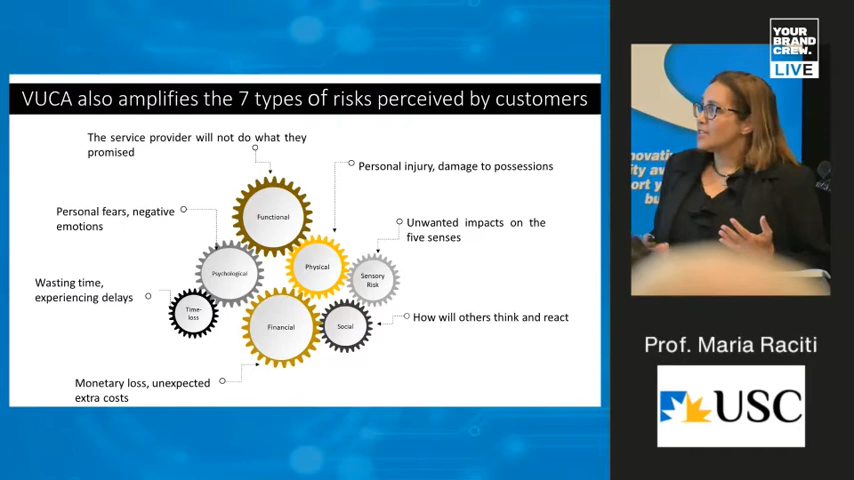 VUCA also amplifies the 7 types of risks perceived by customers
The service provider will not do what they
promised
Personal injury, damage to possessions
Functional
Personal fears, negative
emotions
Unwanted impacts on the
five senses
Psychological
Physical
Sensory
Risk
Wasting time,
experiencing delays
Time-
loss
Financial
Social
How will others think and react
Monetary loss, unexpected
extra costs
YOUR
BRAND
CREW.
LIVE
Prof. Maria Raciti
USC